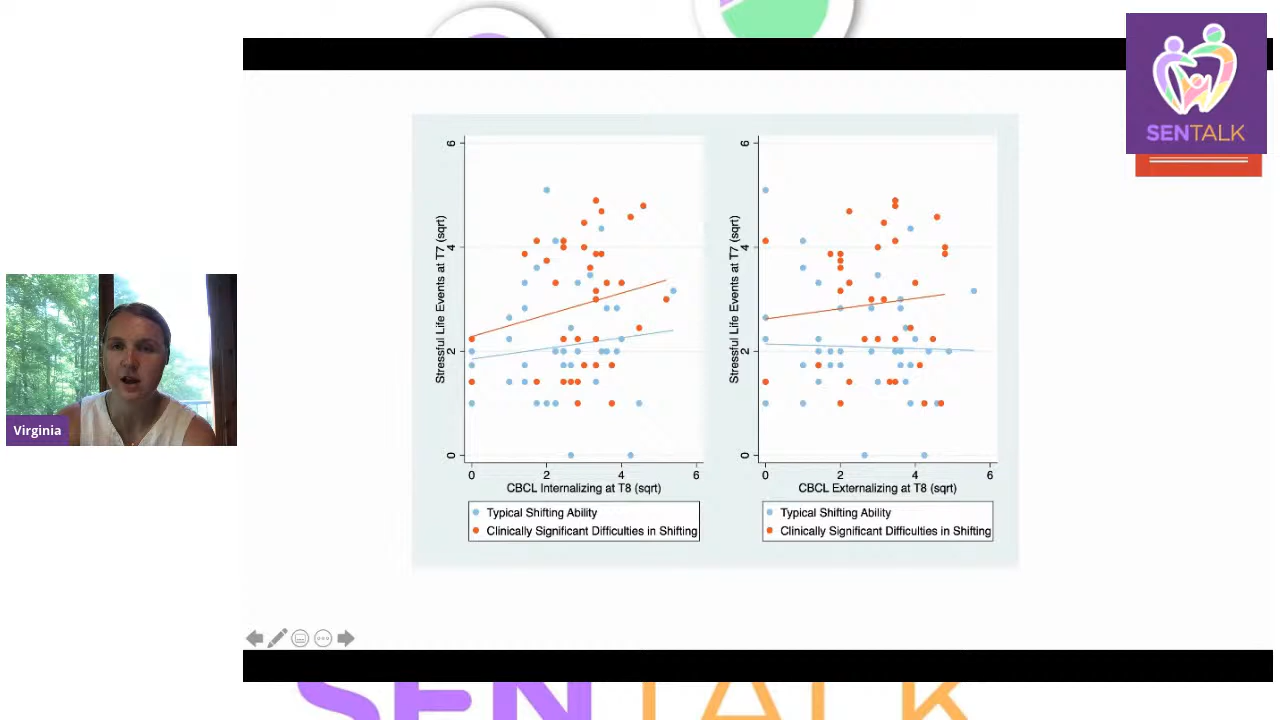 SENTALK
6
4
2
0
Stressful Life Events at T7 (sqrt)
0 2 4 6
CBCL Internalizing at T8 (sqrt)
Typical Shifting Ability
Clinically Significant Difficulties in Shifting
6
4
2
0
Stressful Life Events at T7 (sqrt)
0 2 4 6
CBCL Externalizing at T8 (sqrt)
Typical Shifting Ability
Clinically Significant Difficulties in Shifting
Virginia
SEN TALK